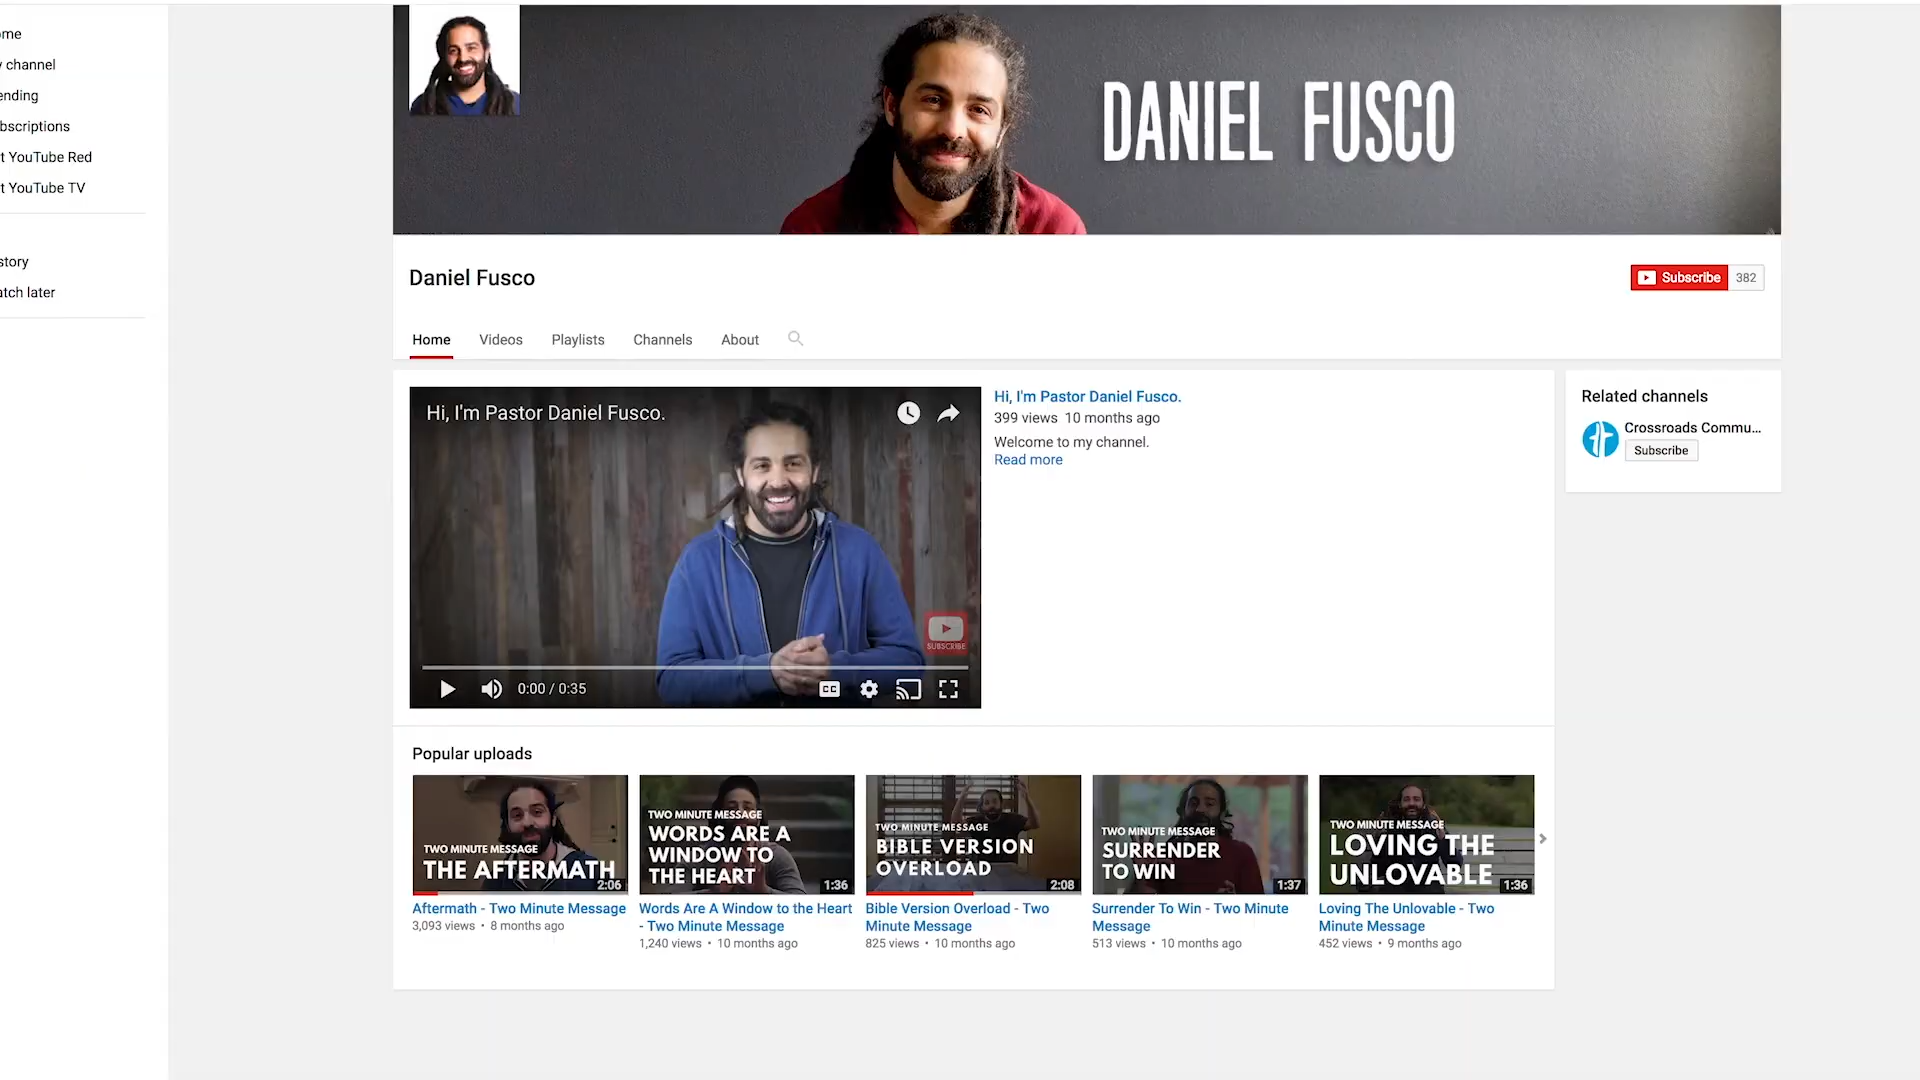 ome
y channel
ending
bscriptions
t YouTube Red
t YouTube TV
story
atch later
DANIEL FUSCO
Daniel Fusco
Subscribe 382
Home Videos Playlists Channels About
Hi, I'm Pastor Daniel Fusco.
SUBSCRIBE
0:00 / 0:35
CC
Hi, I'm Pastor Daniel Fusco.
399 views 10 months ago
Welcome to my channel.
Read more
Related channels
Crossroads Commu...
Subscribe
Popular uploads
TWO MINUTE MESSAGE
THE AFTERMATH
2:06
Aftermath - Two Minute Message
3,093 views • 8 months ago
TWO MINUTE MESSAGE
WORDS ARE A
WINDOW TO
THE HEART
1:36
Words Are A Window to the Heart
- Two Minute Message
1,240 views • 10 months ago
TWO MINUTE MESSAGE
BIBLE VERSION
OVERLOAD
2:08
Bible Version Overload - Two
Minute Message
825 views • 10 months ago
TWO MINUTE MESSAGE
SURRENDER
TO WIN
1:37
Surrender To Win - Two Minute
Message
513 views • 10 months ago
TWO MINUTE MESSAGE
LOVING THE
UNLOVABLE
1:36
Loving The Unlovable - Two
Minute Message
452 views • 9 months ago